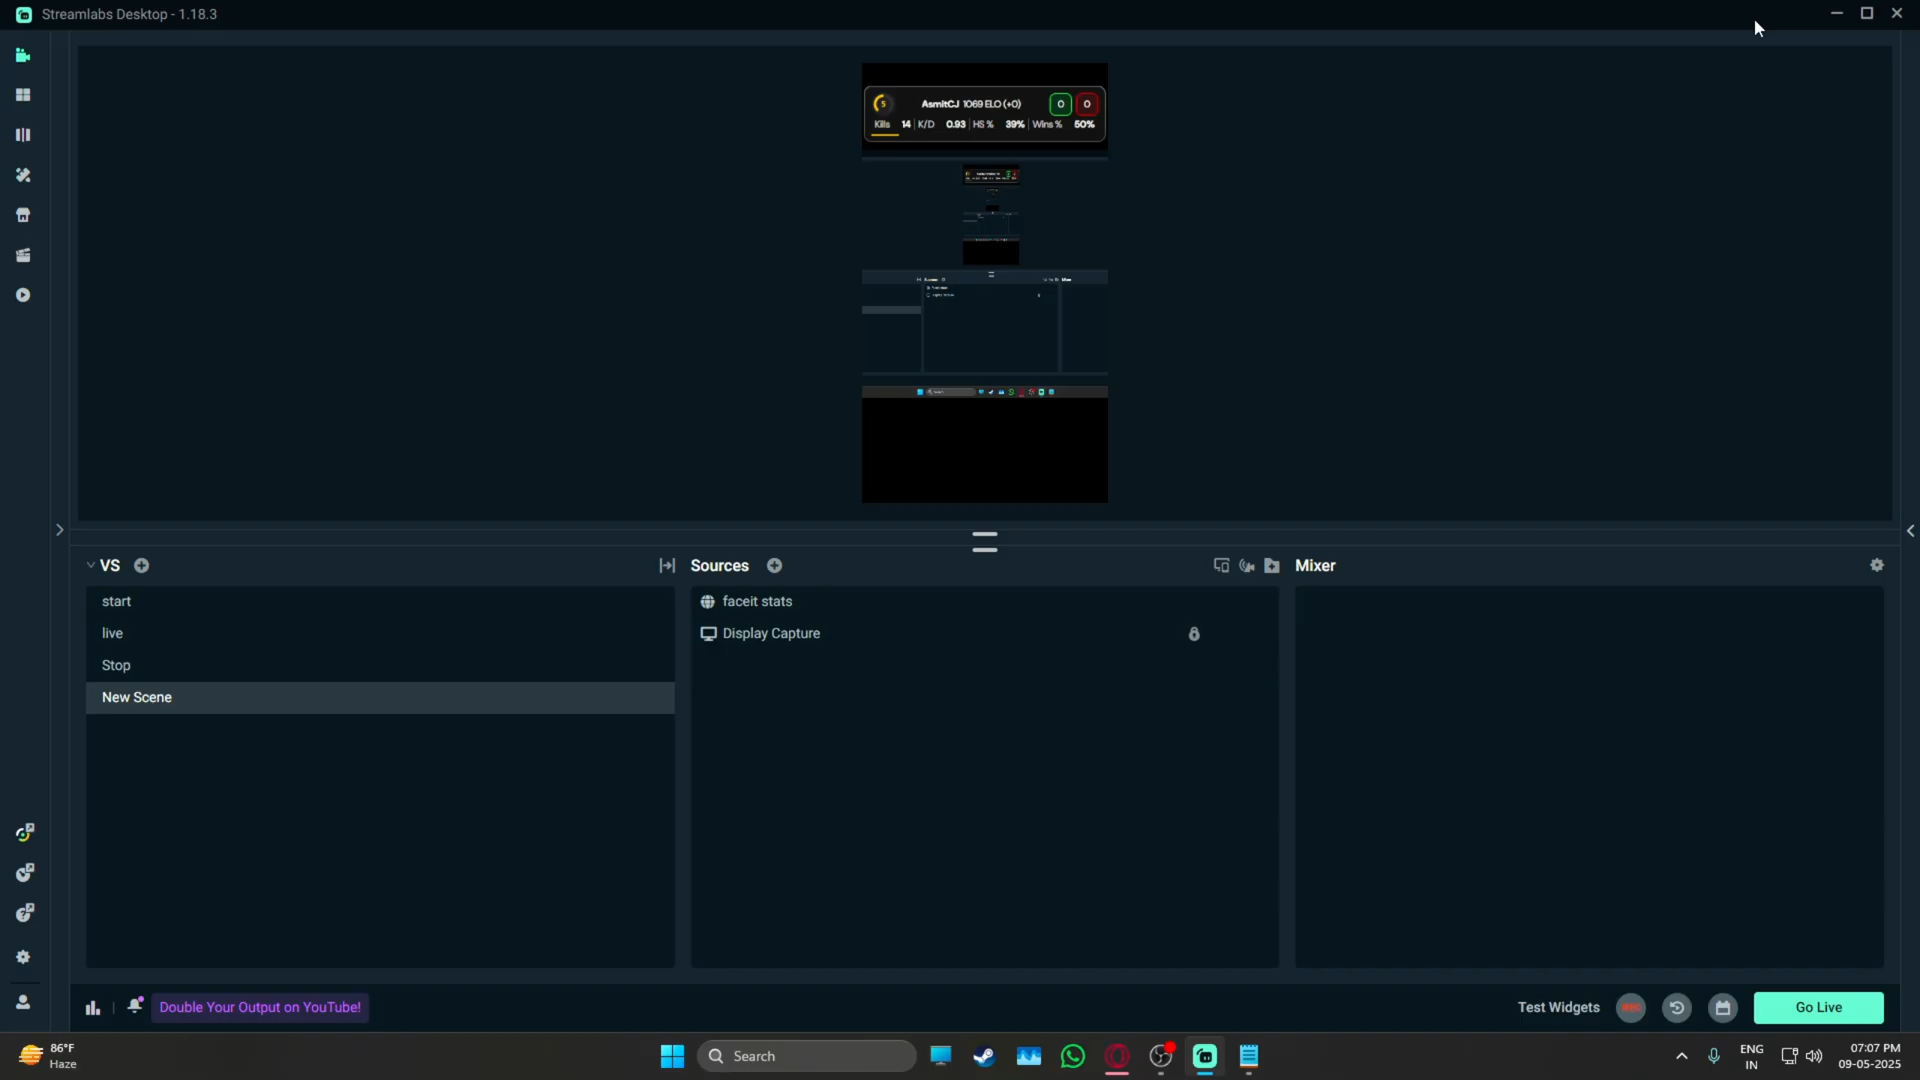 Streamlabs Desktop - 1.18.3
5 AsmitCJ 1069 ELO (+0) 0 0
Kills 14 K/D 0.93 HS % 39% Wins % 50%
VS
Sources
Mixer
start
live
Stop
New Scene
faceit stats
Display Capture
Double Your Output on YouTube!
Test Widgets
REC
Go Live
86°F
Haze
Search
ENG
IN
07:07 PM
09-05-2025